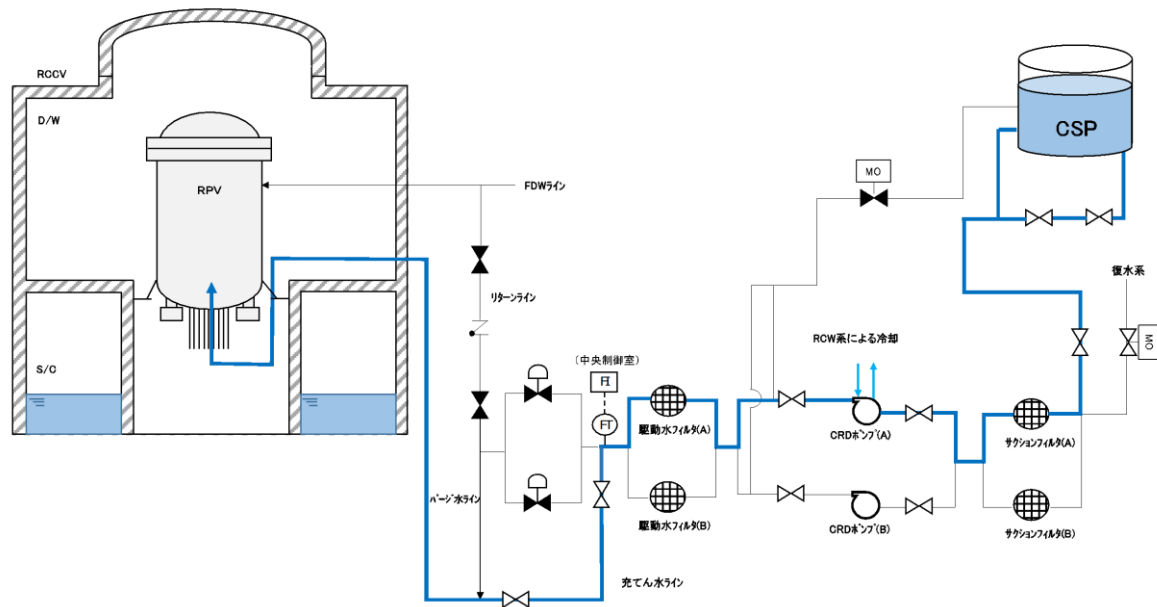 RCCV
D/W
CSP
MO
RPV
FDWライン
復水系
リターンライン
RCW系による冷却
MO
S/C
(中央制御室)
FI
FT
駆動水フィルタ(A)
CRDポンプ(A)
サクションフィルタ(A)
パージ水ライン
駆動水フィルタ(B)
CRDポンプ(B)
サクションフィルタ(B)
充てん水ライン